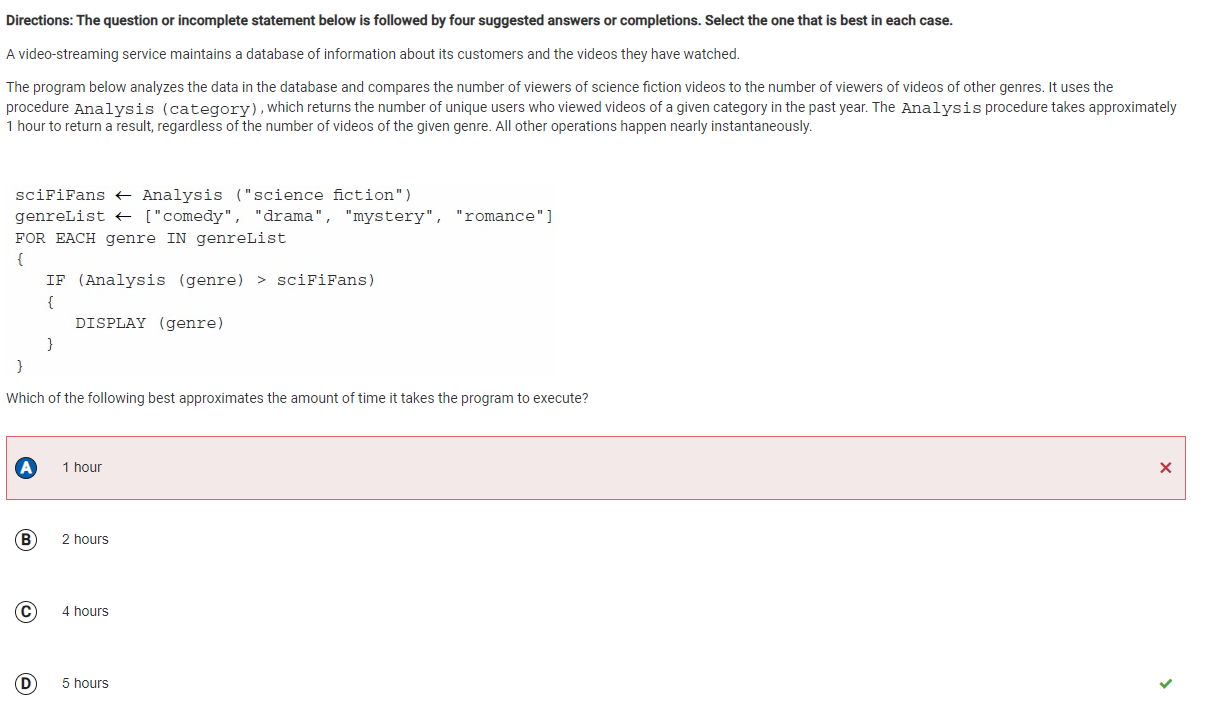 Directions: The question or incomplete statement below is followed by four suggested answers or completions. Select the one that is best in each case.
A video-streaming service maintains a database of information about its customers and the videos they have watched.
The program below analyzes the data in the database and compares the number of viewers of science fiction videos to the number of viewers of videos of other genres. It uses the
procedure Analysis (category), which returns the number of unique users who viewed videos of a given category in the past year. The Analysis procedure takes approximately
1 hour to return a result, regardless of the number of videos of the given genre. All other operations happen nearly instantaneously.
sciFiFans ← Analysis ("science fiction")
genreList ← ["comedy", "drama", "mystery", "romance"]
FOR EACH genre IN genreList
{
IF (Analysis (genre) > sciFiFans)
{
DISPLAY (genre)
}
}
Which of the following best approximates the amount of time it takes the program to execute?
A 1 hour
B 2 hours
C 4 hours
D 5 hours